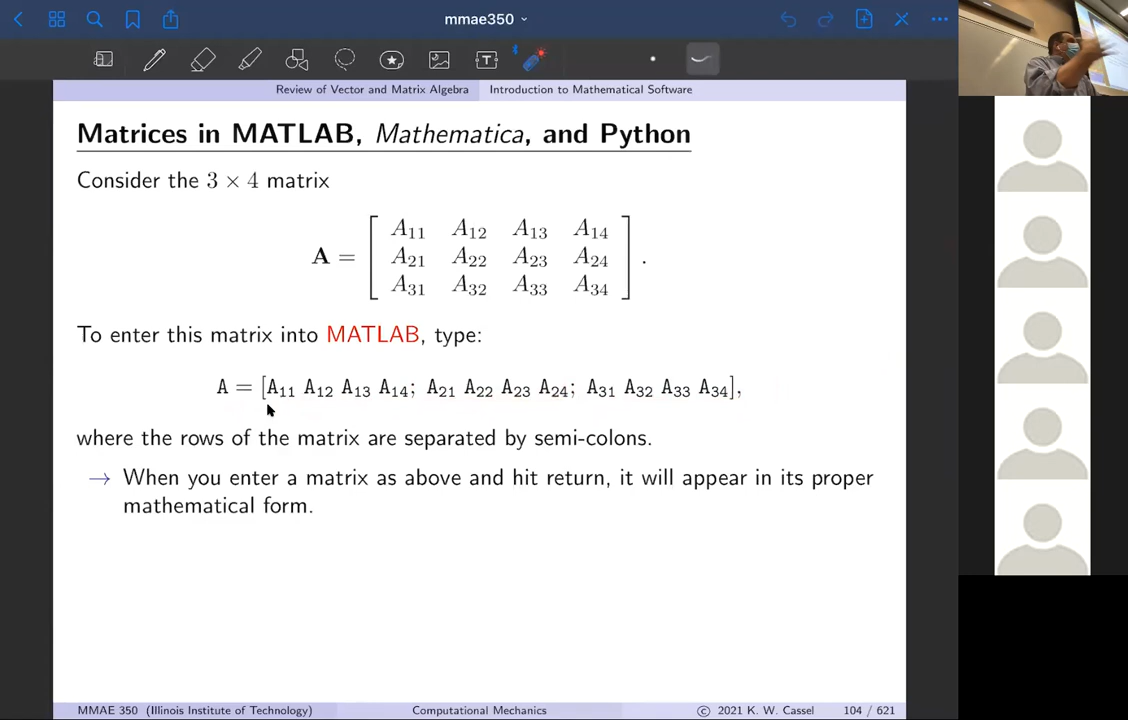 mmae350
Review of Vector and Matrix Algebra Introduction to Mathematical Software
Matrices in MATLAB, Mathematica, and Python
Consider the 3 × 4 matrix
A = [ A₁₁ A₁₂ A₁₃ A₁₄
A₂₁ A₂₂ A₂₃ A₂₄
A₃₁ A₃₂ A₃₃ A₃₄ ] .
To enter this matrix into MATLAB, type:
A = [A₁₁ A₁₂ A₁₃ A₁₄; A₂₁ A₂₂ A₂₃ A₂₄; A₃₁ A₃₂ A₃₃ A₃₄],
where the rows of the matrix are separated by semi-colons.
→ When you enter a matrix as above and hit return, it will appear in its proper
mathematical form.
MMAE 350 (Illinois Institute of Technology) Computational Mechanics © 2021 K. W. Cassel 104 / 621